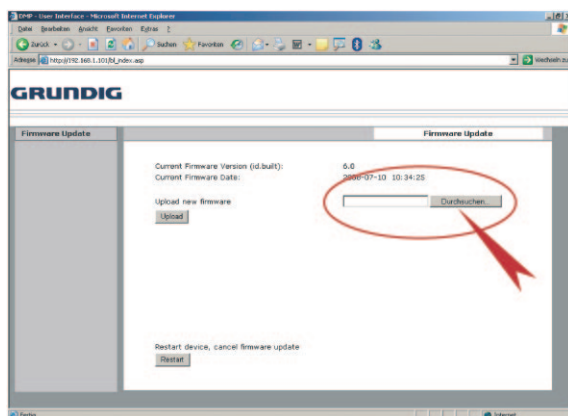 DMP - User Interface - Microsoft Internet Explorer
Datei Bearbeiten Ansicht Favoriten Extras ?
Zurück Suchen Favoriten
Adresse http://192.168.1.101/bl_ndex.asp Wechseln zu
GRUNDIG
Firmware Update
Firmware Update
Current Firmware Version (id.built): 6.0
Current Firmware Date: 2006-07-10 10:34:25
Upload new firmware Durchsuchen...
Upload
Restart device, cancel firmware update
Restart
Fertig Internet